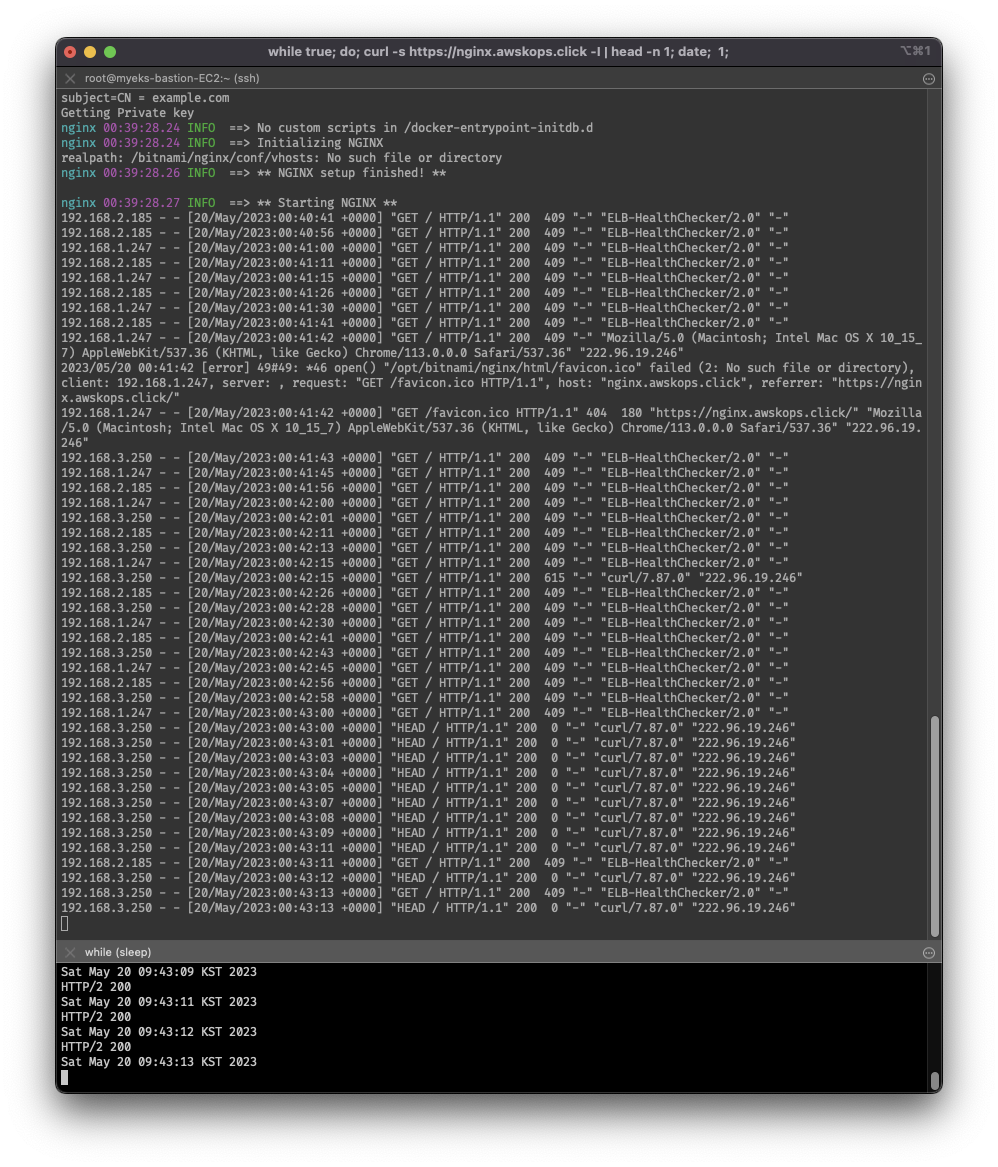 while true; do; curl -s https://nginx.awskops.click -I | head -n 1; date;  1;
⌥⌘1
root@myeks-bastion-EC2:~ (ssh)
subject=CN = example.com
Getting Private key
nginx 00:39:28.24 INFO  ==> No custom scripts in /docker-entrypoint-initdb.d
nginx 00:39:28.24 INFO  ==> Initializing NGINX
realpath: /bitnami/nginx/conf/vhosts: No such file or directory
nginx 00:39:28.26 INFO  ==> ** NGINX setup finished! **
nginx 00:39:28.27 INFO  ==> ** Starting NGINX **
192.168.2.185 - - [20/May/2023:00:40:41 +0000] "GET / HTTP/1.1" 200  409 "-" "ELB-HealthChecker/2.0" "-"
192.168.2.185 - - [20/May/2023:00:40:56 +0000] "GET / HTTP/1.1" 200  409 "-" "ELB-HealthChecker/2.0" "-"
192.168.1.247 - - [20/May/2023:00:41:00 +0000] "GET / HTTP/1.1" 200  409 "-" "ELB-HealthChecker/2.0" "-"
192.168.2.185 - - [20/May/2023:00:41:11 +0000] "GET / HTTP/1.1" 200  409 "-" "ELB-HealthChecker/2.0" "-"
192.168.1.247 - - [20/May/2023:00:41:15 +0000] "GET / HTTP/1.1" 200  409 "-" "ELB-HealthChecker/2.0" "-"
192.168.2.185 - - [20/May/2023:00:41:26 +0000] "GET / HTTP/1.1" 200  409 "-" "ELB-HealthChecker/2.0" "-"
192.168.1.247 - - [20/May/2023:00:41:30 +0000] "GET / HTTP/1.1" 200  409 "-" "ELB-HealthChecker/2.0" "-"
192.168.2.185 - - [20/May/2023:00:41:41 +0000] "GET / HTTP/1.1" 200  409 "-" "ELB-HealthChecker/2.0" "-"
192.168.1.247 - - [20/May/2023:00:41:42 +0000] "GET / HTTP/1.1" 200  409 "-" "Mozilla/5.0 (Macintosh; Intel Mac OS X 10_15_
7) AppleWebKit/537.36 (KHTML, like Gecko) Chrome/113.0.0.0 Safari/537.36" "222.96.19.246"
2023/05/20 00:41:42 [error] 49#49: *46 open() "/opt/bitnami/nginx/html/favicon.ico" failed (2: No such file or directory),
client: 192.168.1.247, server: , request: "GET /favicon.ico HTTP/1.1", host: "nginx.awskops.click", referrer: "https://ngin
x.awskops.click/"
192.168.1.247 - - [20/May/2023:00:41:42 +0000] "GET /favicon.ico HTTP/1.1" 404  180 "https://nginx.awskops.click/" "Mozilla
/5.0 (Macintosh; Intel Mac OS X 10_15_7) AppleWebKit/537.36 (KHTML, like Gecko) Chrome/113.0.0.0 Safari/537.36" "222.96.19.
246"
192.168.3.250 - - [20/May/2023:00:41:43 +0000] "GET / HTTP/1.1" 200  409 "-" "ELB-HealthChecker/2.0" "-"
192.168.1.247 - - [20/May/2023:00:41:45 +0000] "GET / HTTP/1.1" 200  409 "-" "ELB-HealthChecker/2.0" "-"
192.168.2.185 - - [20/May/2023:00:41:56 +0000] "GET / HTTP/1.1" 200  409 "-" "ELB-HealthChecker/2.0" "-"
192.168.1.247 - - [20/May/2023:00:42:00 +0000] "GET / HTTP/1.1" 200  409 "-" "ELB-HealthChecker/2.0" "-"
192.168.3.250 - - [20/May/2023:00:42:01 +0000] "GET / HTTP/1.1" 200  409 "-" "ELB-HealthChecker/2.0" "-"
192.168.2.185 - - [20/May/2023:00:42:11 +0000] "GET / HTTP/1.1" 200  409 "-" "ELB-HealthChecker/2.0" "-"
192.168.3.250 - - [20/May/2023:00:42:13 +0000] "GET / HTTP/1.1" 200  409 "-" "ELB-HealthChecker/2.0" "-"
192.168.1.247 - - [20/May/2023:00:42:15 +0000] "GET / HTTP/1.1" 200  409 "-" "ELB-HealthChecker/2.0" "-"
192.168.3.250 - - [20/May/2023:00:42:15 +0000] "GET / HTTP/1.1" 200  615 "-" "curl/7.87.0" "222.96.19.246"
192.168.2.185 - - [20/May/2023:00:42:26 +0000] "GET / HTTP/1.1" 200  409 "-" "ELB-HealthChecker/2.0" "-"
192.168.3.250 - - [20/May/2023:00:42:28 +0000] "GET / HTTP/1.1" 200  409 "-" "ELB-HealthChecker/2.0" "-"
192.168.1.247 - - [20/May/2023:00:42:30 +0000] "GET / HTTP/1.1" 200  409 "-" "ELB-HealthChecker/2.0" "-"
192.168.2.185 - - [20/May/2023:00:42:41 +0000] "GET / HTTP/1.1" 200  409 "-" "ELB-HealthChecker/2.0" "-"
192.168.3.250 - - [20/May/2023:00:42:43 +0000] "GET / HTTP/1.1" 200  409 "-" "ELB-HealthChecker/2.0" "-"
192.168.1.247 - - [20/May/2023:00:42:45 +0000] "GET / HTTP/1.1" 200  409 "-" "ELB-HealthChecker/2.0" "-"
192.168.2.185 - - [20/May/2023:00:42:56 +0000] "GET / HTTP/1.1" 200  409 "-" "ELB-HealthChecker/2.0" "-"
192.168.3.250 - - [20/May/2023:00:42:58 +0000] "GET / HTTP/1.1" 200  409 "-" "ELB-HealthChecker/2.0" "-"
192.168.1.247 - - [20/May/2023:00:43:00 +0000] "GET / HTTP/1.1" 200  409 "-" "ELB-HealthChecker/2.0" "-"
192.168.3.250 - - [20/May/2023:00:43:00 +0000] "HEAD / HTTP/1.1" 200  0 "-" "curl/7.87.0" "222.96.19.246"
192.168.3.250 - - [20/May/2023:00:43:01 +0000] "HEAD / HTTP/1.1" 200  0 "-" "curl/7.87.0" "222.96.19.246"
192.168.3.250 - - [20/May/2023:00:43:03 +0000] "HEAD / HTTP/1.1" 200  0 "-" "curl/7.87.0" "222.96.19.246"
192.168.3.250 - - [20/May/2023:00:43:04 +0000] "HEAD / HTTP/1.1" 200  0 "-" "curl/7.87.0" "222.96.19.246"
192.168.3.250 - - [20/May/2023:00:43:05 +0000] "HEAD / HTTP/1.1" 200  0 "-" "curl/7.87.0" "222.96.19.246"
192.168.3.250 - - [20/May/2023:00:43:07 +0000] "HEAD / HTTP/1.1" 200  0 "-" "curl/7.87.0" "222.96.19.246"
192.168.3.250 - - [20/May/2023:00:43:08 +0000] "HEAD / HTTP/1.1" 200  0 "-" "curl/7.87.0" "222.96.19.246"
192.168.3.250 - - [20/May/2023:00:43:09 +0000] "HEAD / HTTP/1.1" 200  0 "-" "curl/7.87.0" "222.96.19.246"
192.168.3.250 - - [20/May/2023:00:43:11 +0000] "HEAD / HTTP/1.1" 200  0 "-" "curl/7.87.0" "222.96.19.246"
192.168.2.185 - - [20/May/2023:00:43:11 +0000] "GET / HTTP/1.1" 200  409 "-" "ELB-HealthChecker/2.0" "-"
192.168.3.250 - - [20/May/2023:00:43:12 +0000] "HEAD / HTTP/1.1" 200  0 "-" "curl/7.87.0" "222.96.19.246"
192.168.3.250 - - [20/May/2023:00:43:13 +0000] "GET / HTTP/1.1" 200  409 "-" "ELB-HealthChecker/2.0" "-"
192.168.3.250 - - [20/May/2023:00:43:13 +0000] "HEAD / HTTP/1.1" 200  0 "-" "curl/7.87.0" "222.96.19.246"
while (sleep)
Sat May 20 09:43:09 KST 2023
HTTP/2 200
Sat May 20 09:43:11 KST 2023
HTTP/2 200
Sat May 20 09:43:12 KST 2023
HTTP/2 200
Sat May 20 09:43:13 KST 2023